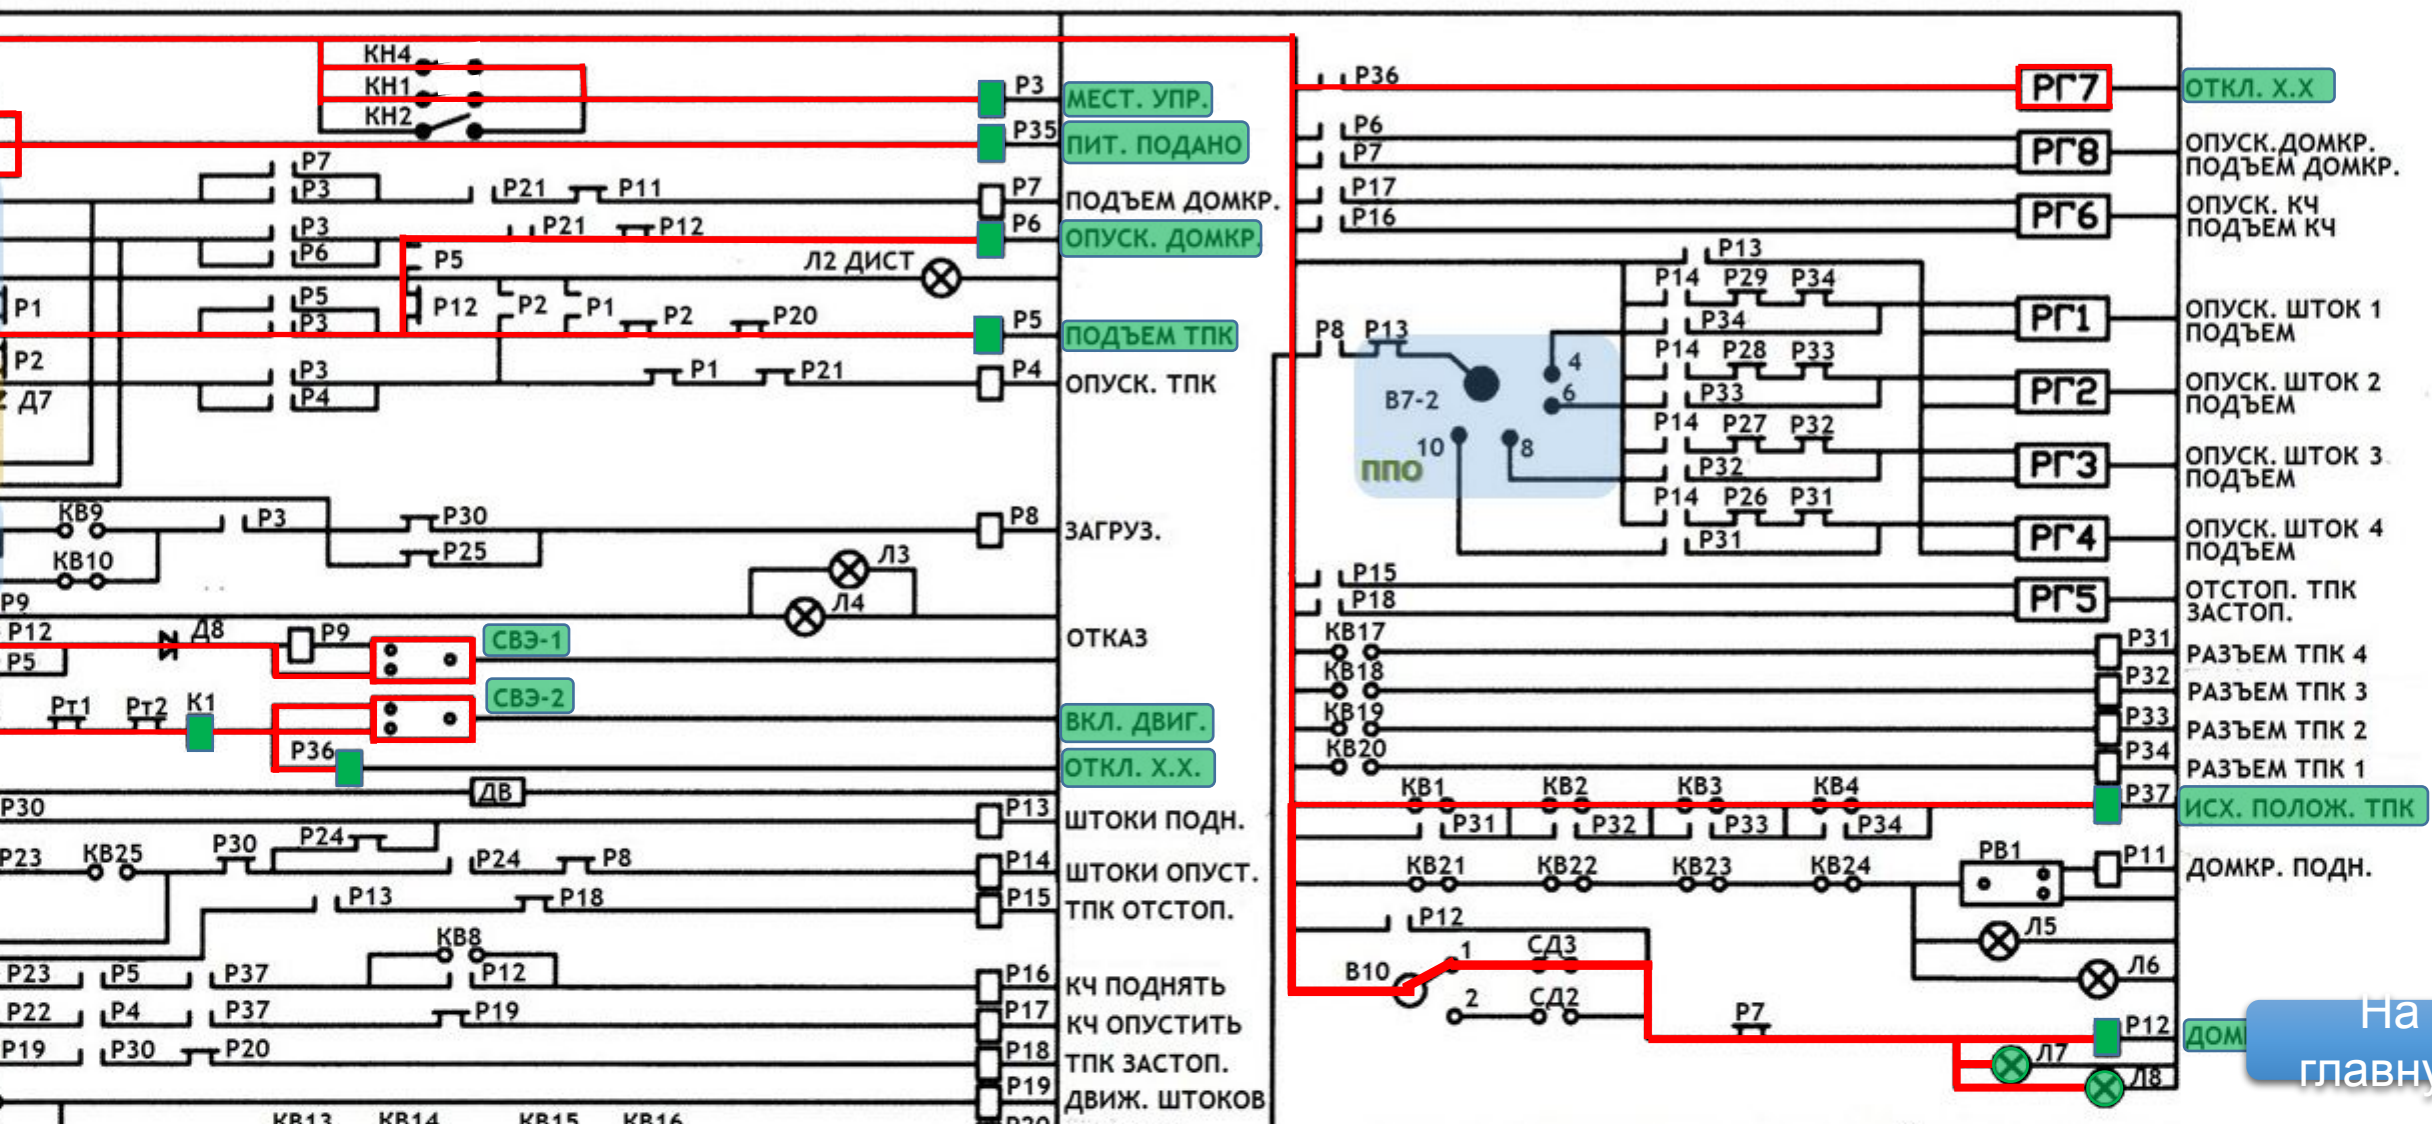 КН4
КН1
КН2
Р3 МЕСТ. УПР.
Р35 ПИТ. ПОДАНО
Р7
Р3 Р21 Р11 Р7 ПОДЪЕМ ДОМКР.
Р3 Р21 Р12 Р6 ОПУСК. ДОМКР.
Р6 Р5 Л2 ДИСТ
Р1 Р5 Р12 Р2 Р1
Р3 Р2 Р20 Р5 ПОДЪЕМ ТПК
Р2 Р3 Р1 Р21 Р4 ОПУСК. ТПК
Д7 Р4
КВ9 Р3 Р30 Р8 ЗАГРУЗ.
КВ10 Р25 Л3
Р9 Л4
Р12 Д8 Р9 СВЭ-1 ОТКАЗ
Р5
Рт1 Рт2 К1 СВЭ-2 ВКЛ. ДВИГ.
Р36 ОТКЛ. Х.Х.
ДВ
Р30 Р13 ШТОКИ ПОДН.
Р24
Р23 КВ25 Р30 Р24 Р8 Р14 ШТОКИ ОПУСТ.
Р13 Р18 Р15 ТПК ОТСТОП.
КВ8
Р23 Р5 Р37 Р12 Р16 КЧ ПОДНЯТЬ
Р22 Р4 Р37 Р19 Р17 КЧ ОПУСТИТЬ
Р19 Р30 Р20 Р18 ТПК ЗАСТОП.
Р19 ДВИЖ. ШТОКОВ
КВ13 КВ14 КВ15 КВ16 Р20
Р36 РГ7 ОТКЛ. Х.Х
Р6 ОПУСК.ДОМКР.
Р7 РГ8 ПОДЪЕМ ДОМКР.
Р17 ОПУСК. КЧ
Р16 РГ6 ПОДЪЕМ КЧ
Р13
Р14 Р29 Р34 ОПУСК. ШТОК 1
Р34 РГ1 ПОДЪЕМ
Р8 Р13
Р14 Р28 Р33 ОПУСК. ШТОК 2
4
В7-2 6 Р33 РГ2 ПОДЪЕМ
Р14 Р27 Р32 ОПУСК. ШТОК 3
10 8
ППО Р32 РГ3 ПОДЪЕМ
Р14 Р26 Р31 ОПУСК. ШТОК 4
Р31 РГ4 ПОДЪЕМ
Р15 ОТСТОП. ТПК
Р18 РГ5 ЗАСТОП.
КВ17 Р31 РАЗЪЕМ ТПК 4
КВ18 Р32 РАЗЪЕМ ТПК 3
КВ19 Р33 РАЗЪЕМ ТПК 2
КВ20 Р34 РАЗЪЕМ ТПК 1
КВ1 КВ2 КВ3 КВ4 Р37 ИСХ. ПОЛОЖ. ТПК
Р31 Р32 Р33 Р34
КВ21 КВ22 КВ23 КВ24 РВ1 Р11 ДОМКР. ПОДН.
Р12 Л5
1 СД3
В10 Л6
2 СД2
Р7 Р12
Л7
Л8
На